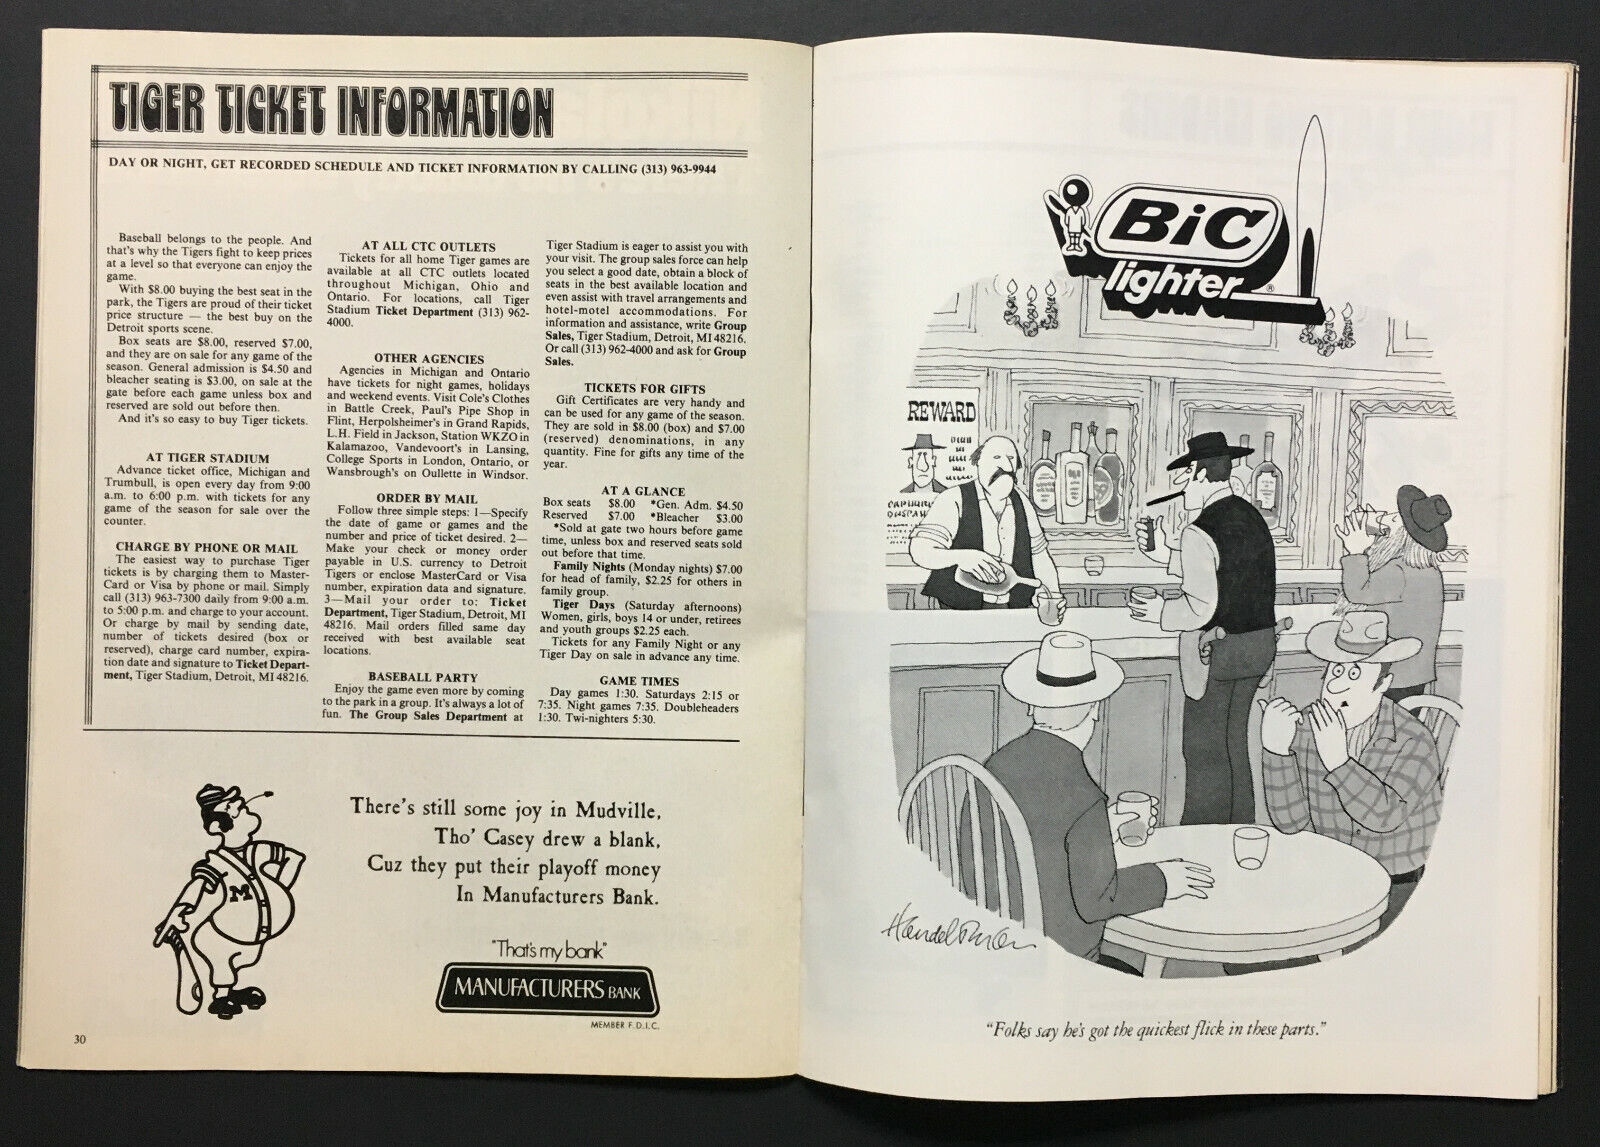 TIGER TICKET INFORMATION
DAY OR NIGHT, GET RECORDED SCHEDULE AND TICKET INFORMATION BY CALLING (313) 963-9944
Baseball belongs to the people. And
that's why the Tigers fight to keep prices
at a level so that everyone can enjoy the
game.
With $8.00 buying the best seat in the
park, the Tigers are proud of their ticket
price structure — the best buy on the
Detroit sports scene.
Box seats are $8.00, reserved $7.00,
and they are on sale for any game of the
season. General admission is $4.50 and
bleacher seating is $3.00, on sale at the
gate before each game unless box and
reserved are sold out before then.
And it's so easy to buy Tiger tickets.
AT TIGER STADIUM
Advance ticket office, Michigan and
Trumbull, is open every day from 9:00
a.m. to 6:00 p.m. with tickets for any
game of the season for sale over the
counter.
CHARGE BY PHONE OR MAIL
The easiest way to purchase Tiger
tickets is by charging them to Master-
Card or Visa by phone or mail. Simply
call (313) 963-7300 daily from 9:00 a.m.
to 5:00 p.m. and charge to your account.
Or charge by mail by sending date,
number of tickets desired (box or
reserved), charge card number, expira-
tion date and signature to Ticket Depart-
ment, Tiger Stadium, Detroit, MI 48216.
AT ALL CTC OUTLETS
Tickets for all home Tiger games are
available at all CTC outlets located
throughout Michigan, Ohio and
Ontario. For locations, call Tiger
Stadium Ticket Department (313) 962-
4000.
OTHER AGENCIES
Agencies in Michigan and Ontario
have tickets for night games, holidays
and weekend events. Visit Cole's Clothes
in Battle Creek, Paul's Pipe Shop in
Flint, Herpolsheimer's in Grand Rapids,
L.H. Field in Jackson, Station WKZO in
Kalamazoo, Vandevoort's in Lansing,
College Sports in London, Ontario, or
Wansbrough's on Oullette in Windsor.
ORDER BY MAIL
Follow three simple steps: 1—Specify
the date of game or games and the
number and price of ticket desired. 2—
Make your check or money order
payable in U.S. currency to Detroit
Tigers or enclose MasterCard or Visa
number, expiration date and signature.
3—Mail your order to: Ticket
Department, Tiger Stadium, Detroit, MI
48216. Mail orders filled same day
received with best available seat
locations.
BASEBALL PARTY
Enjoy the game even more by coming
to the park in a group. It's always a lot of
fun. The Group Sales Department at
Tiger Stadium is eager to assist you with
your visit. The group sales force can help
you select a good date, obtain a block of
seats in the best available location and
even assist with travel arrangements and
hotel-motel accommodations. For
information and assistance, write Group
Sales, Tiger Stadium, Detroit, MI 48216.
Or call (313) 962-4000 and ask for Group
Sales.
TICKETS FOR GIFTS
Gift Certificates are very handy and
can be used for any game of the season.
They are sold in $8.00 (box) and $7.00
(reserved) denominations, in any
quantity. Fine for gifts any time of the
year.
AT A GLANCE
Box seats $8.00 *Gen. Adm. $4.50
Reserved $7.00 *Bleacher $3.00
*Sold at gate two hours before game
time, unless box and reserved seats sold
out before that time.
Family Nights (Monday nights) $7.00
for head of family, $2.25 for others in
family group.
Tiger Days (Saturday afternoons)
Women, girls, boys 14 or under, retirees
and youth groups $2.25 each.
Tickets for any Family Night or any
Tiger Day on sale in advance any time.
GAME TIMES
Day games 1:30. Saturdays 2:15 or
7:35. Night games 7:35. Doubleheaders
1:30. Twi-nighters 5:30.
M
There's still some joy in Mudville,
Tho' Casey drew a blank,
Cuz they put their playoff money
In Manufacturers Bank.
"That's my bank"
MANUFACTURERS BANK
MEMBER F.D.I.C.
30
BiC
lighter ®
REWARD
Handelsman
"Folks say he's got the quickest flick in these parts."